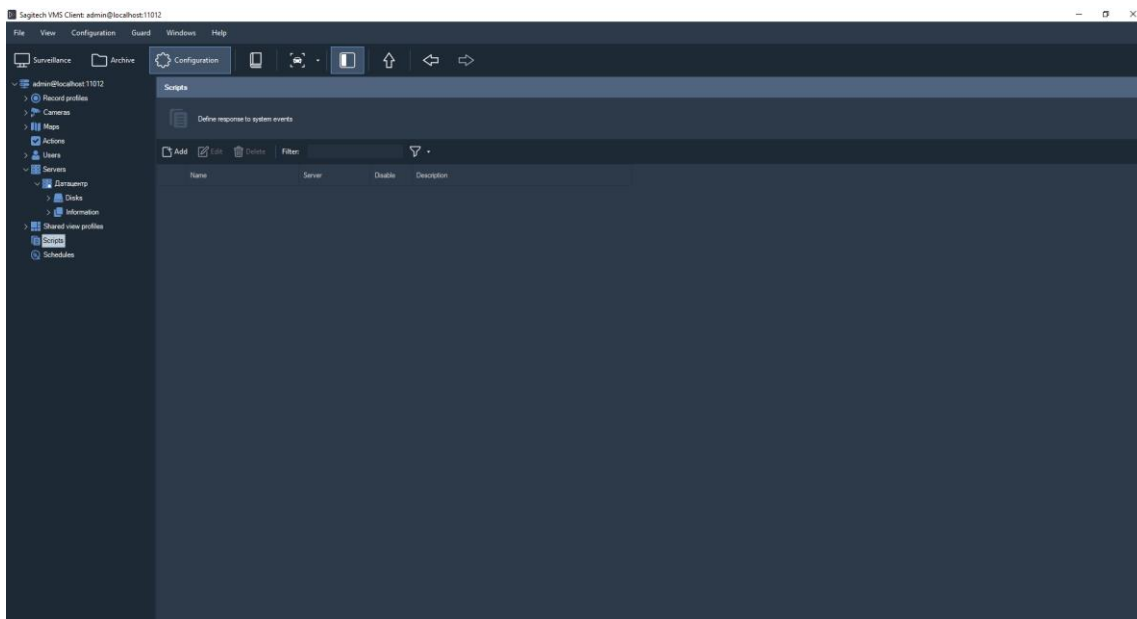 Sagitech VMS Client: admin@localhost:11012
File View Configuration Guard Windows Help
Surveillance Archive Configuration
admin@localhost:11012
Record profiles
Cameras
Maps
Actions
Users
Servers
Датацентр
Disks
Information
Shared view profiles
Scripts
Schedules
Scripts
Define response to system events
Add Edit Delete Filter:
Name Server Disable Description